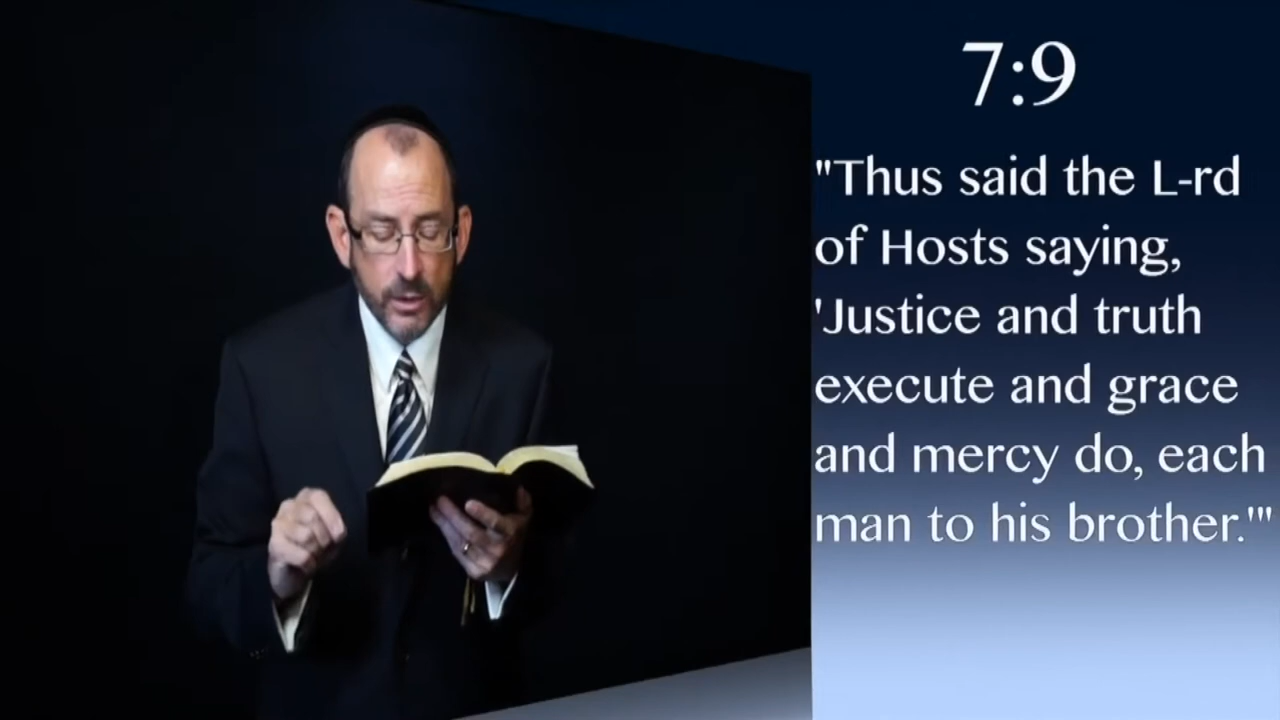 7:9
"Thus said the L-rd
of Hosts saying,
'Justice and truth
execute and grace
and mercy do, each
man to his brother.'"